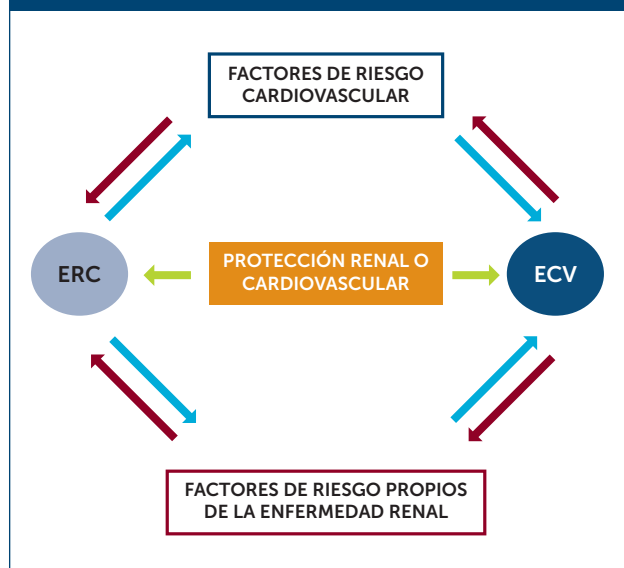 FACTORES DE RIESGO
CARDIOVASCULAR
ERC
PROTECCIÓN RENAL O
CARDIOVASCULAR
ECV
FACTORES DE RIESGO PROPIOS
DE LA ENFERMEDAD RENAL